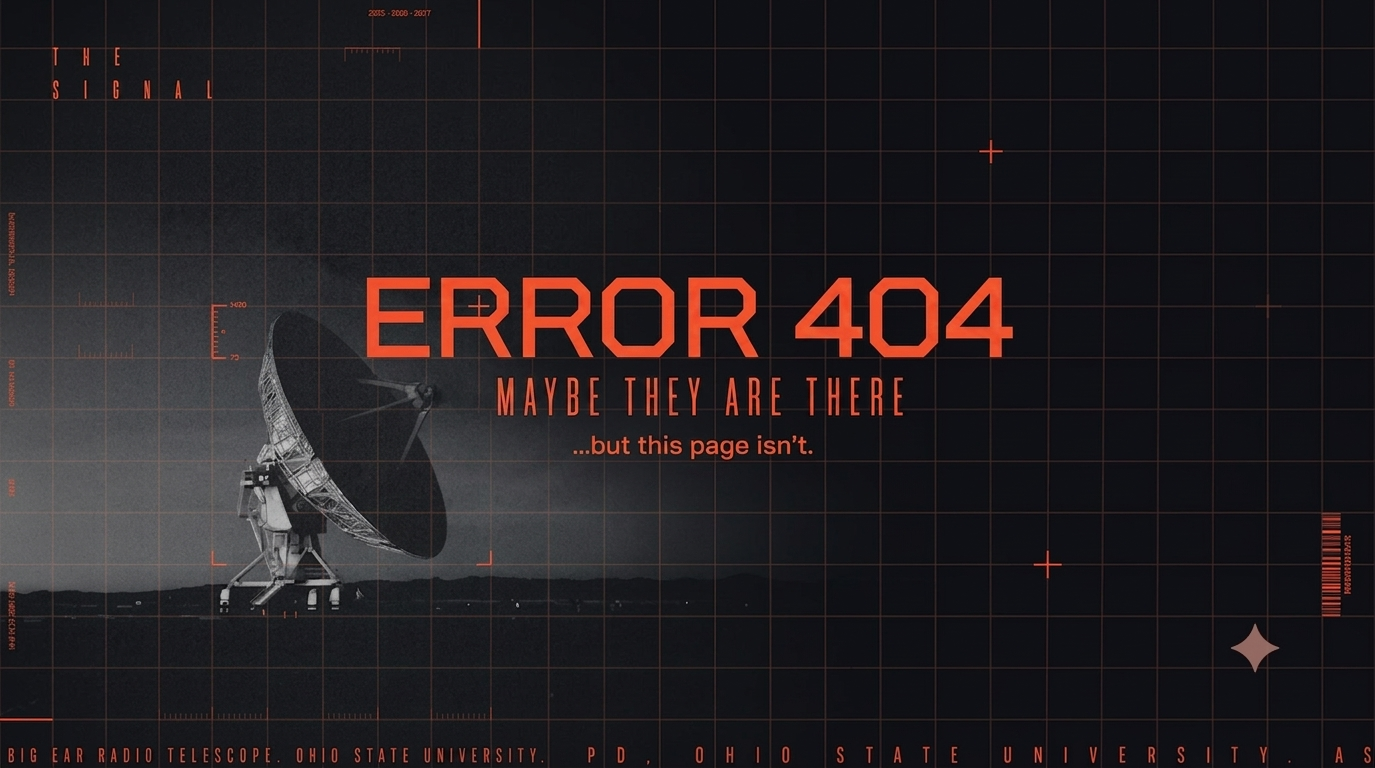 THE
SIGNAL
ERROR 404
MAYBE THEY ARE THERE
...but this page isn’t.
BIG EAR RADIO TELESCOPE. OHIO STATE UNIVERSITY. PD, OHIO STATE UNIVERSITY. AS